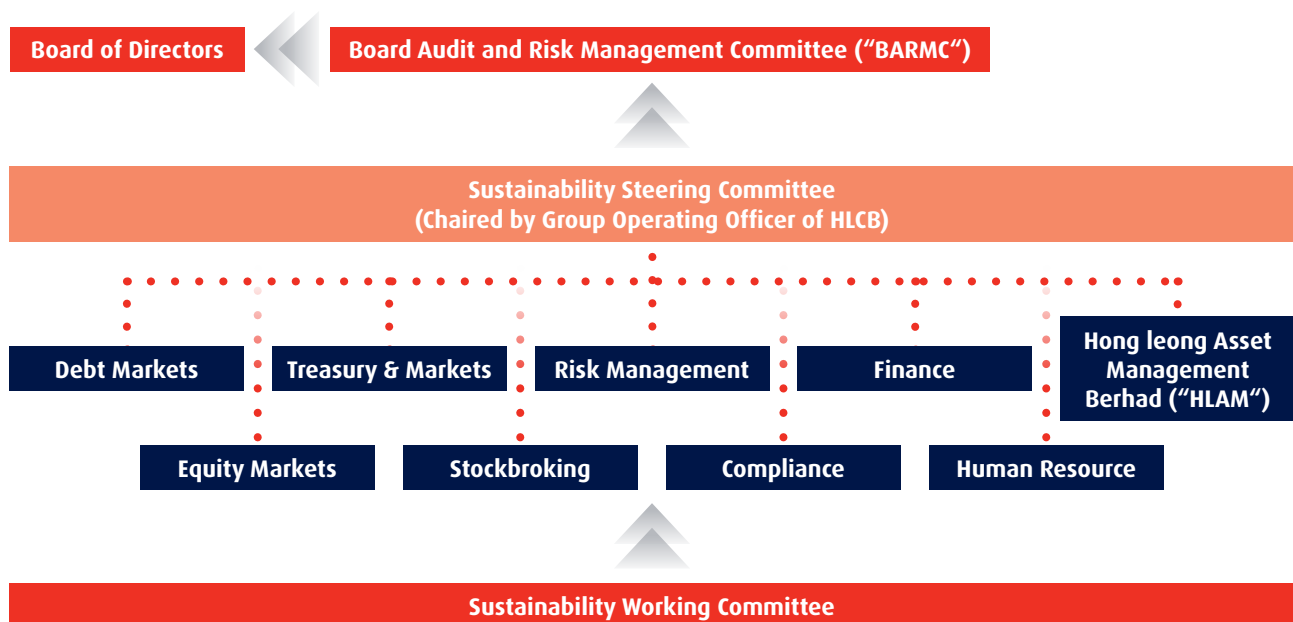 Board of Directors
Board Audit and Risk Management Committee (“BARMC“)
Sustainability Steering Committee
(Chaired by Group Operating Officer of HLCB)
Debt Markets
Treasury & Markets
Risk Management
Finance
Hong leong Asset
Management
Berhad (“HLAM“)
Equity Markets
Stockbroking
Compliance
Human Resource
Sustainability Working Committee